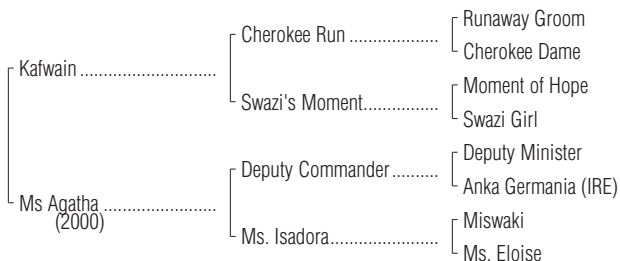 Runaway Groom
Cherokee Run ...................
Cherokee Dame
Kafwain .............................
Moment of Hope
Swazi's Moment................
Swazi Girl
Deputy Minister
Deputy Commander ..........
Anka Germania (IRE)
Ms Agatha ........................
(2000)
Miswaki
Ms. Isadora.......................
Ms. Eloise